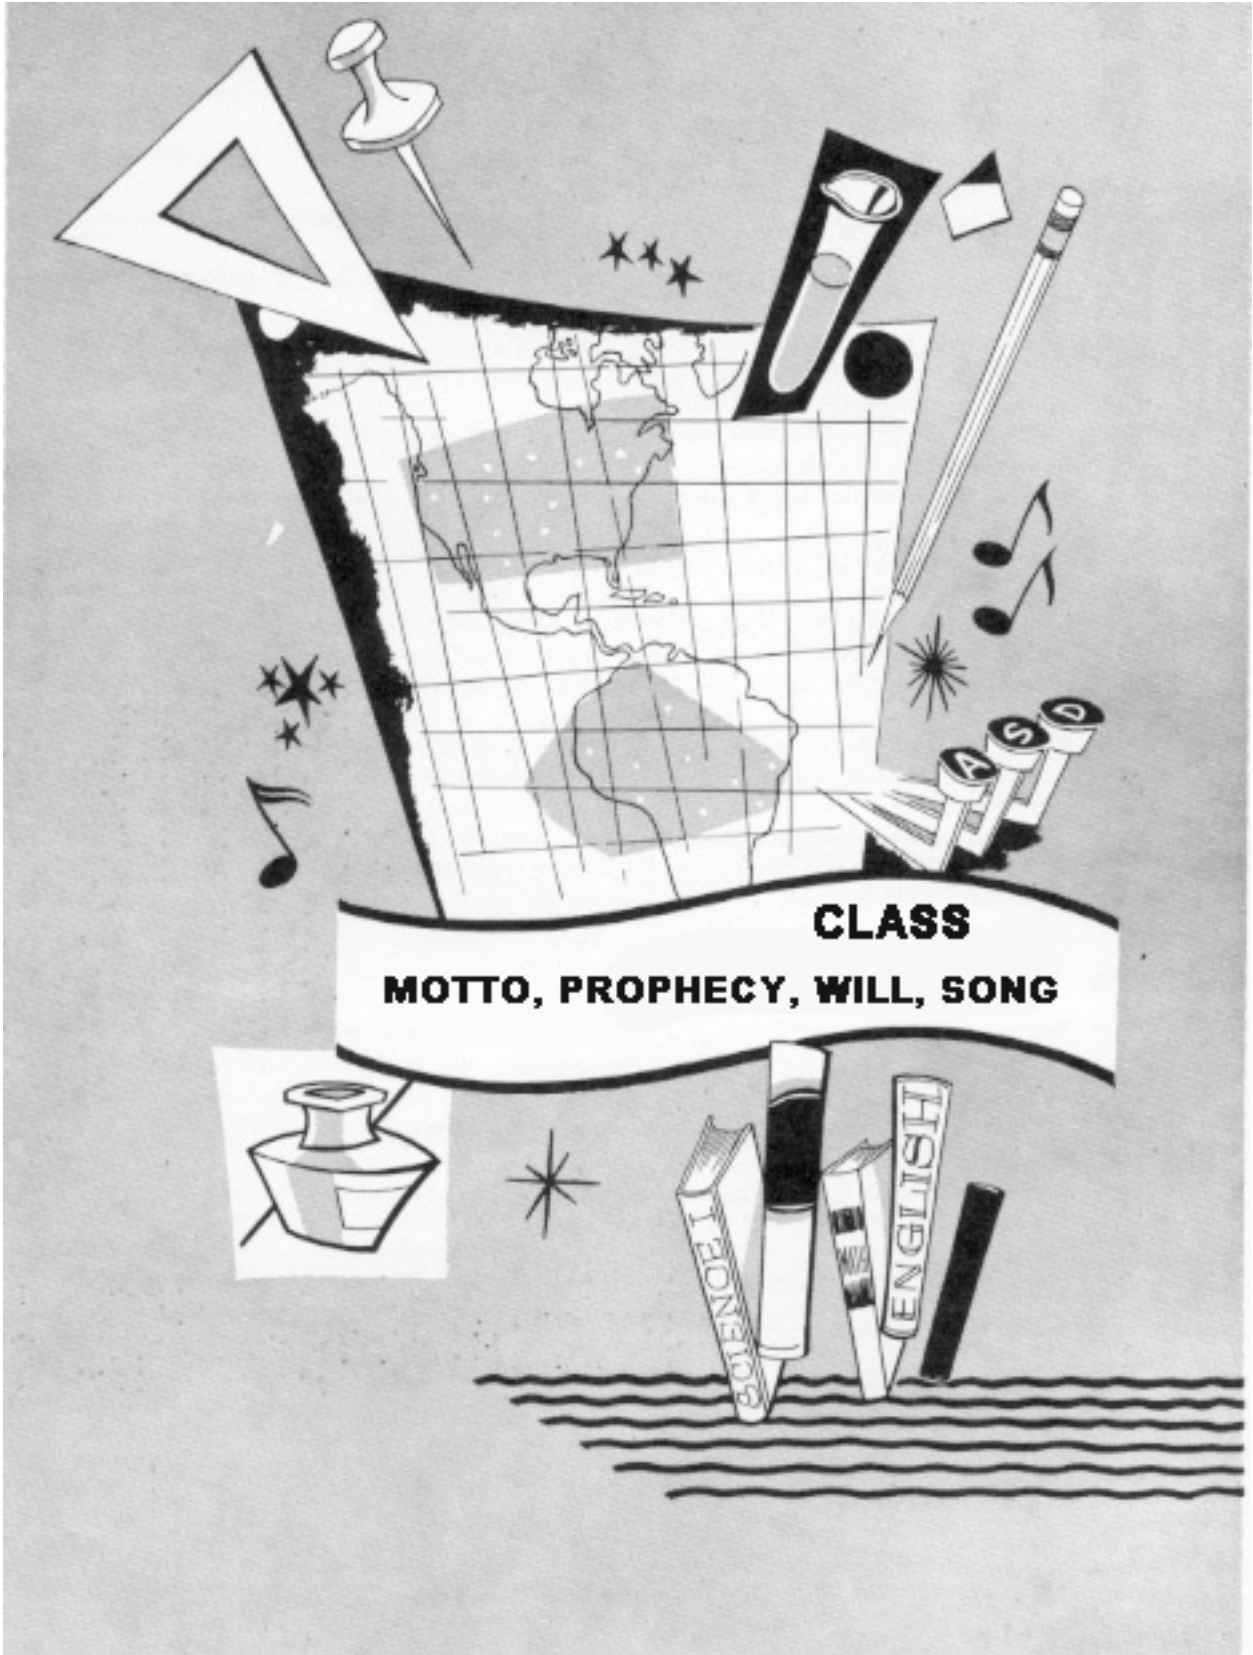 A S D
CLASS
MOTTO, PROPHECY, WILL, SONG
SCIENCE I
ENGLISH